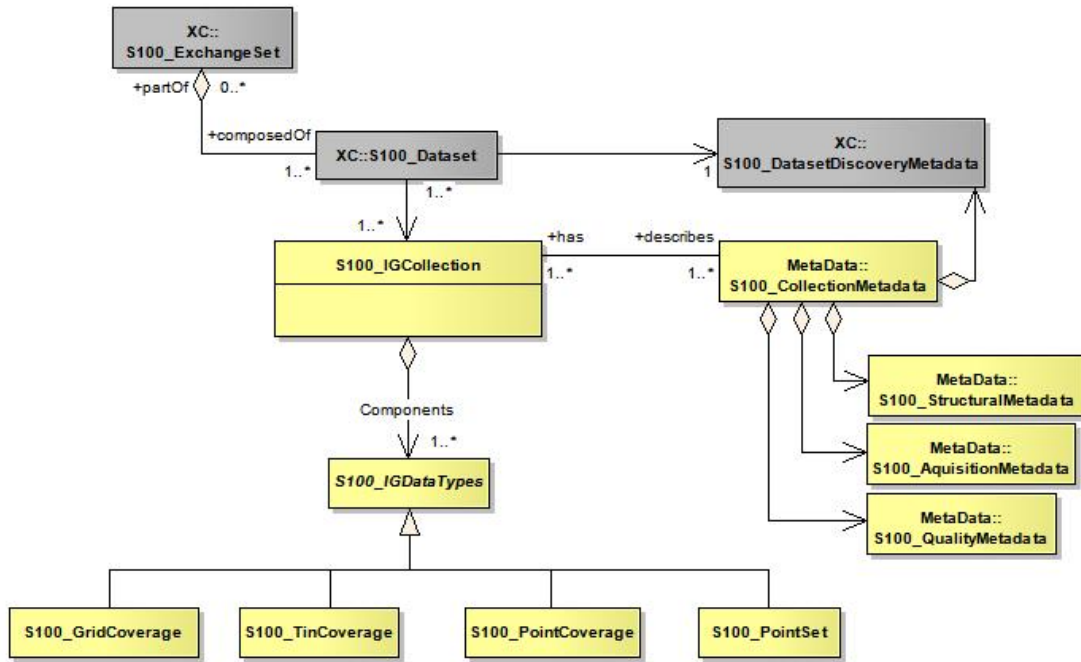 XC::
S100_ExchangeSet
+partOf 0..*
+composedOf
1..*
XC::S100_Dataset
1..*
XC::
S100_DatasetDiscoveryMetadata
1
1..*
S100_IGCollection
+has +describes
1..* 1..*
MetaData::
S100_CollectionMetadata
MetaData::
S100_StructuralMetadata
Components
1..*
MetaData::
S100_AquisitionMetadata
S100_IGDataTypes
MetaData::
S100_QualityMetadata
S100_GridCoverage
S100_TinCoverage
S100_PointCoverage
S100_PointSet